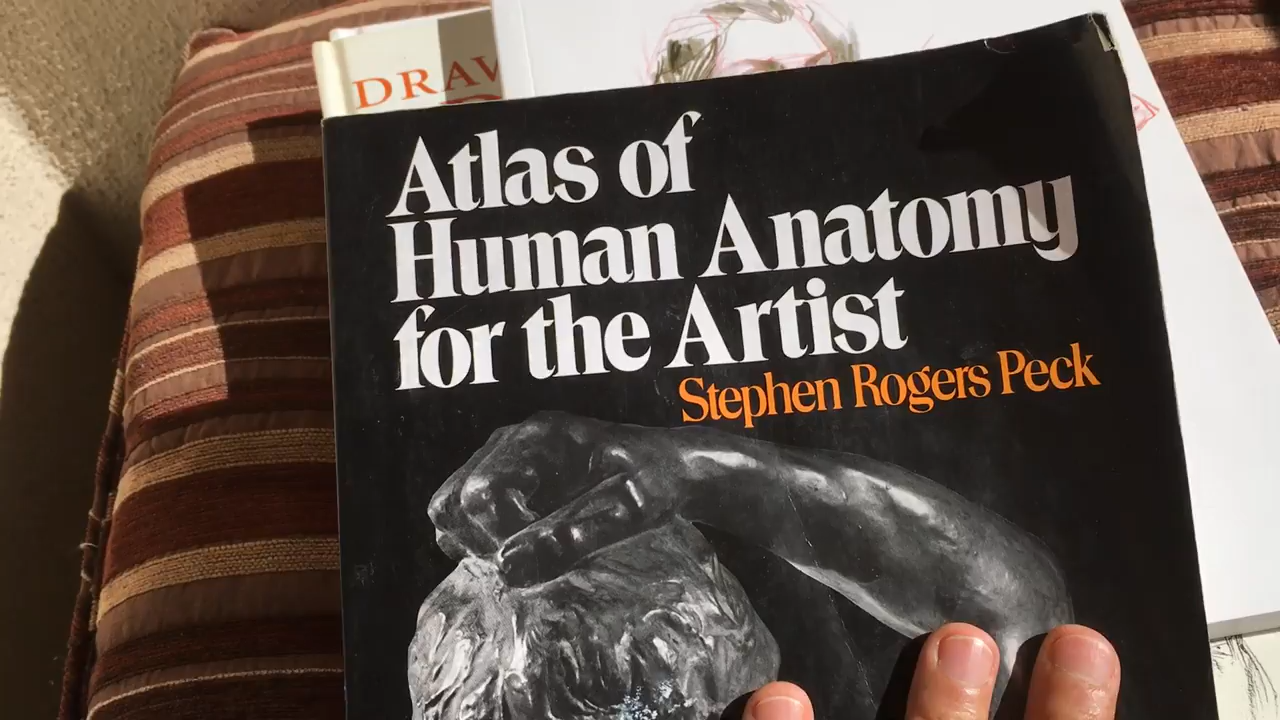 DRAW
Atlas of
Human Anatomy
for the Artist
Stephen Rogers Peck